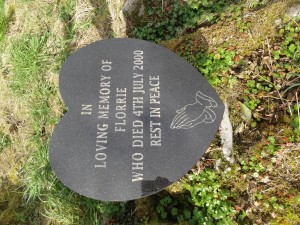 IN
LOVING MEMORY OF
FLORRIE
WHO DIED 4TH JULY 2000
REST IN PEACE